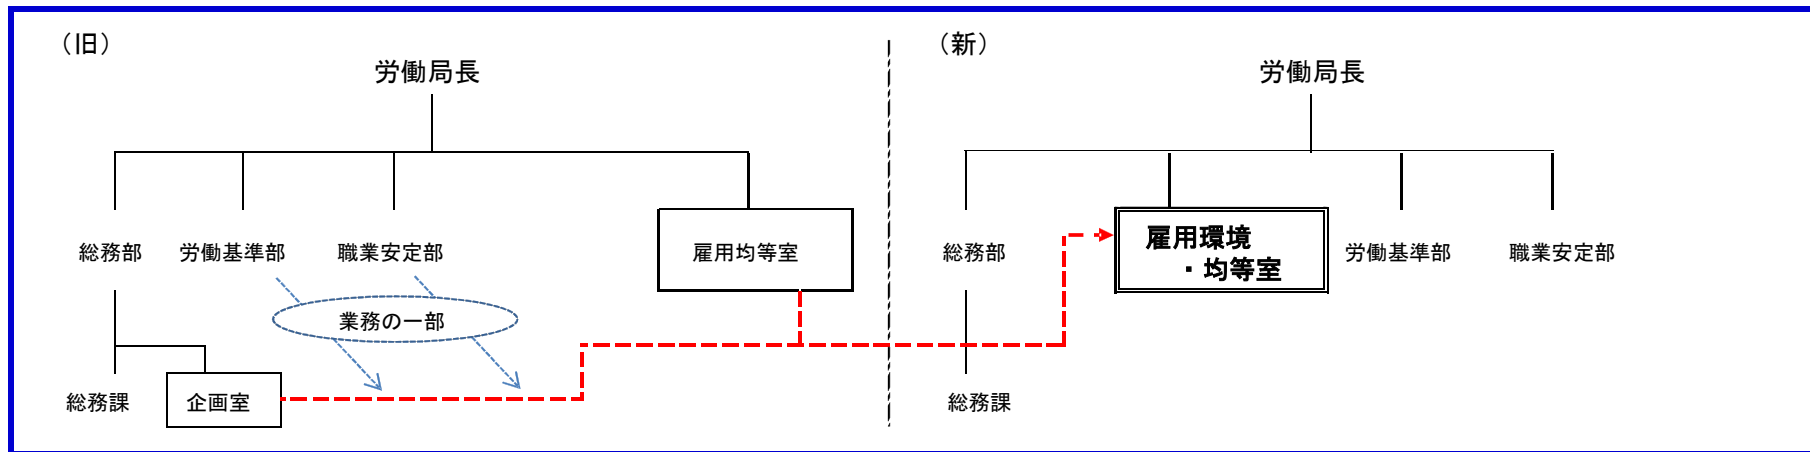 （旧）
労働局長
総務部
労働基準部
職業安定部
雇用均等室
業務の一部
総務課
企画室
（新）
労働局長
総務部
雇用環境
・均等室
労働基準部
職業安定部
総務課